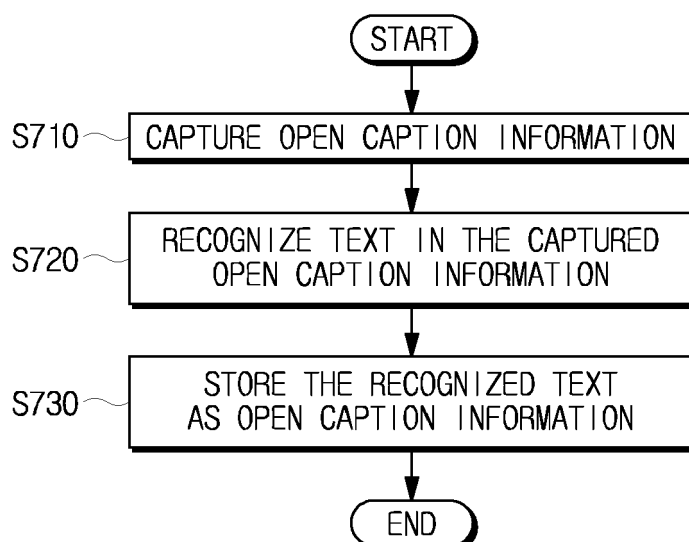 START
S710
CAPTURE OPEN CAPTION INFORMATION
S720
RECOGNIZE TEXT IN THE CAPTURED
OPEN CAPTION INFORMATION
S730
STORE THE RECOGNIZED TEXT
AS OPEN CAPTION INFORMATION
END